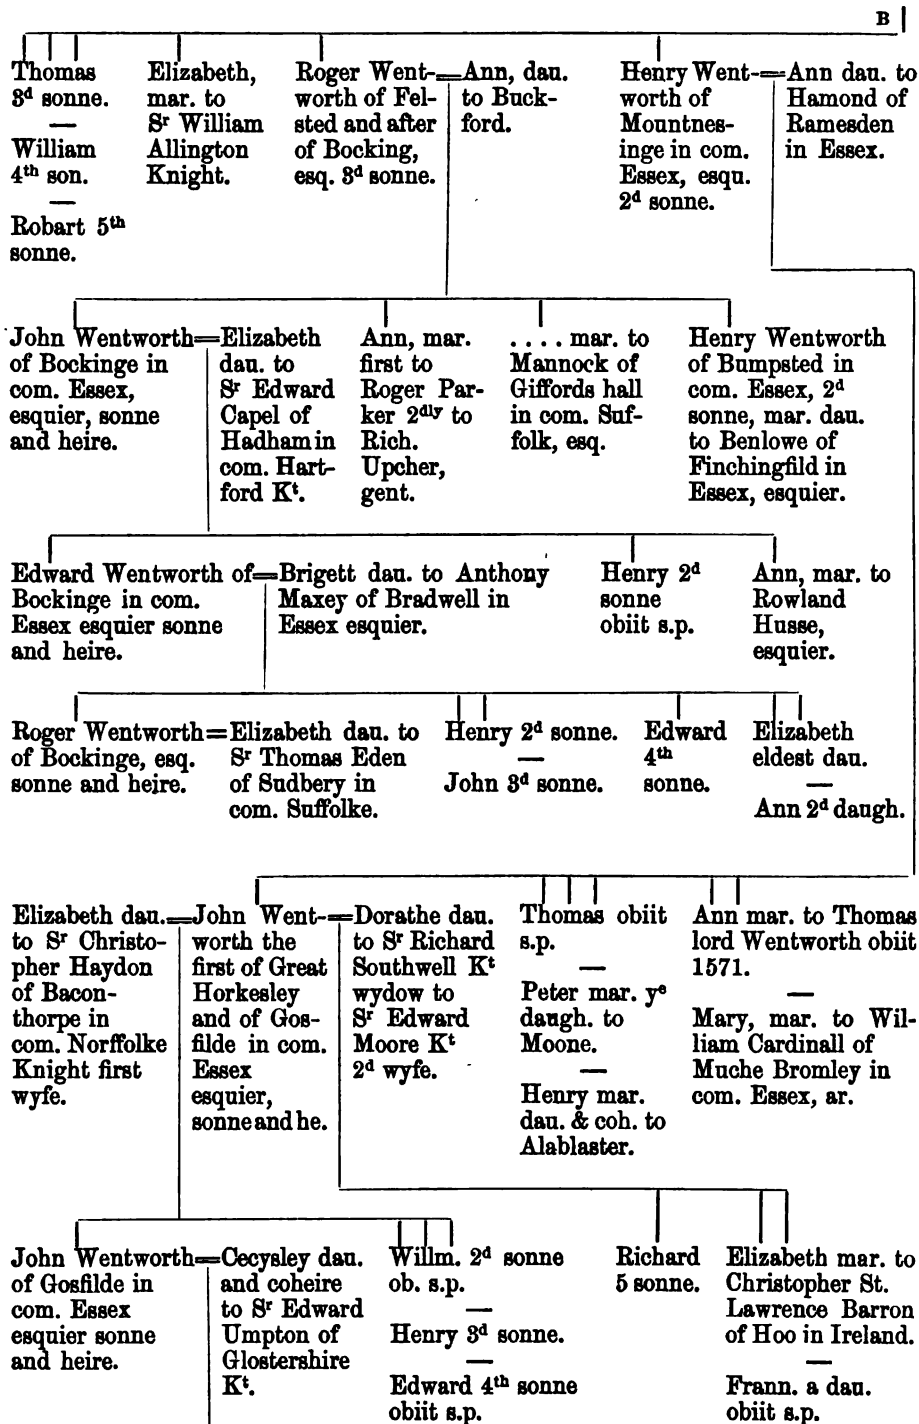 B
Thomas
3d sonne.
—
William
4th son.
—
Robart 5th
sonne.
Elizabeth,
mar. to
Sr William
Allington
Knight.
Roger Went-
worth of Fel-
sted and after
of Bocking,
esq. 3d sonne.
Ann, dau.
to Buck-
ford.
Henry Went-
worth of
Mountnes-
inge in com.
Essex, esqu.
2d sonne.
Ann dau. to
Hamond of
Ramesden
in Essex.
John Wentworth
of Bockinge in
com. Essex,
esquier, sonne
and heire.
Elizabeth
dau. to
Sr Edward
Capel of
Hadham in
com. Hart-
ford Kt.
Ann, mar.
first to
Roger Par-
ker 2dly to
Rich.
Upcher,
gent.
. . . . mar. to
Mannock of
Giffords hall
in com. Suf-
folk, esq.
Henry Wentworth
of Bumpsted in
com. Essex, 2d
sonne, mar. dau.
to Benlowe of
Finchingfild in
Essex, esquier.
Edward Wentworth of
Bockinge in com.
Essex esquier sonne
and heire.
Brigett dau. to Anthony
Maxey of Bradwell in
Essex esquier.
Henry 2d
sonne
obiit s.p.
Ann, mar. to
Rowland
Husse,
esquier.
Roger Wentworth
of Bockinge, esq.
sonne and heire.
Elizabeth dau. to
Sr Thomas Eden
of Sudbery in
com. Suffolke.
Henry 2d sonne.
—
John 3d sonne.
Edward
4th
sonne.
Elizabeth
eldest dau.
—
Ann 2d daugh.
Elizabeth dau.
to Sr Christo-
pher Haydon
of Bacon-
thorpe in
com. Norffolke
Knight first
wyfe.
John Went-
worth the
first of Great
Horkesley
and of Gos-
filde in com.
Essex
esquier,
sonne and he.
Dorathe dau.
to Sr Richard
Southwell Kt
wydow to
Sr Edward
Moore Kt
2d wyfe.
Thomas obiit
s.p.
—
Peter mar. ye
daugh. to
Moone.
—
Henry mar.
dau. & coh. to
Alablaster.
Ann mar. to Thomas
lord Wentworth obiit
1571.
—
Mary, mar. to Wil-
liam Cardinall of
Muche Bromley in
com. Essex, ar.
John Wentworth
of Gosfilde in
com. Essex
esquier sonne
and heire.
Cecysley dau.
and coheire
to Sr Edward
Umpton of
Glostershire
Kt.
Willm. 2d sonne
ob. s.p.
—
Henry 3d sonne.
—
Edward 4th sonne
obiit s.p.
Richard
5 sonne.
Elizabeth mar. to
Christopher St.
Lawrence Barron
of Hoo in Ireland.
—
Frann. a dau.
obiit s.p.